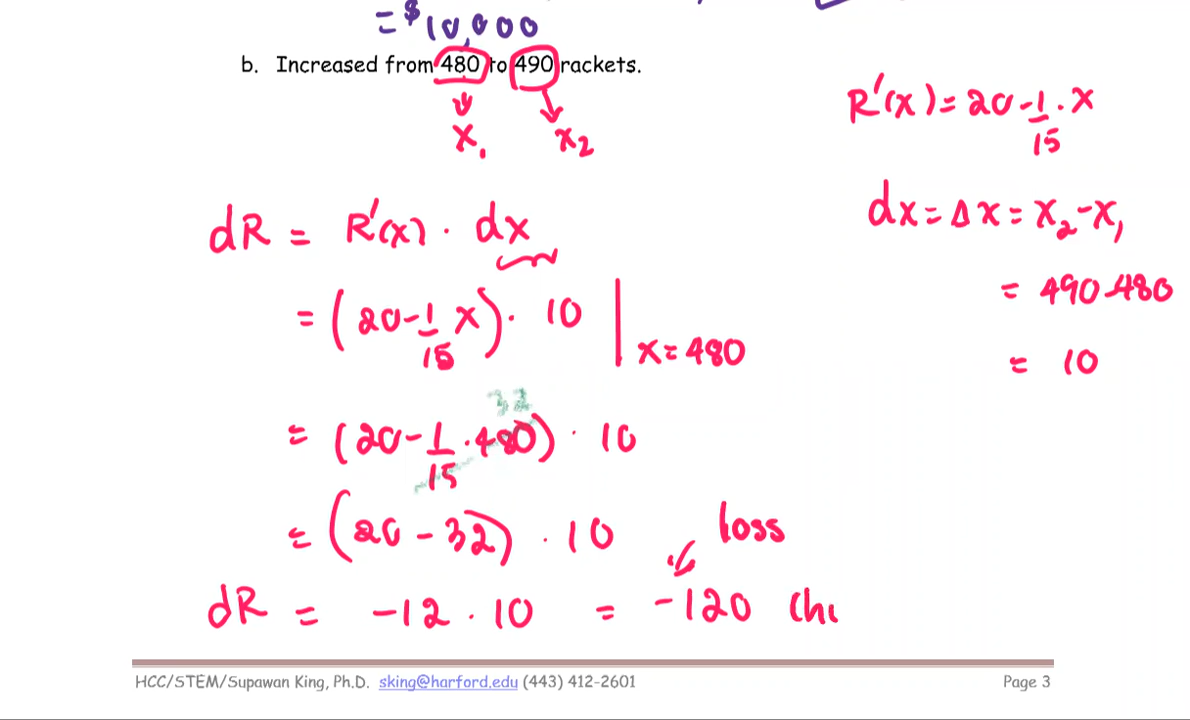 = $10,000
b. Increased from 480 to 490 rackets.
x₁ x₂
R'(x) = 20 - 1/15 · x
dx = Δx = x₂ - x₁
= 490 - 480
= 10
dR = R'(x) · dx
= (20 - 1/15 x) · 10 | x = 480
32
= (20 - 1/15 · 480) · 10
= (20 - 32) · 10
loss
dR = -12 · 10 = -120 chi
HCC/STEM/Supawan King, Ph.D. sking@harford.edu (443) 412-2601 Page 3